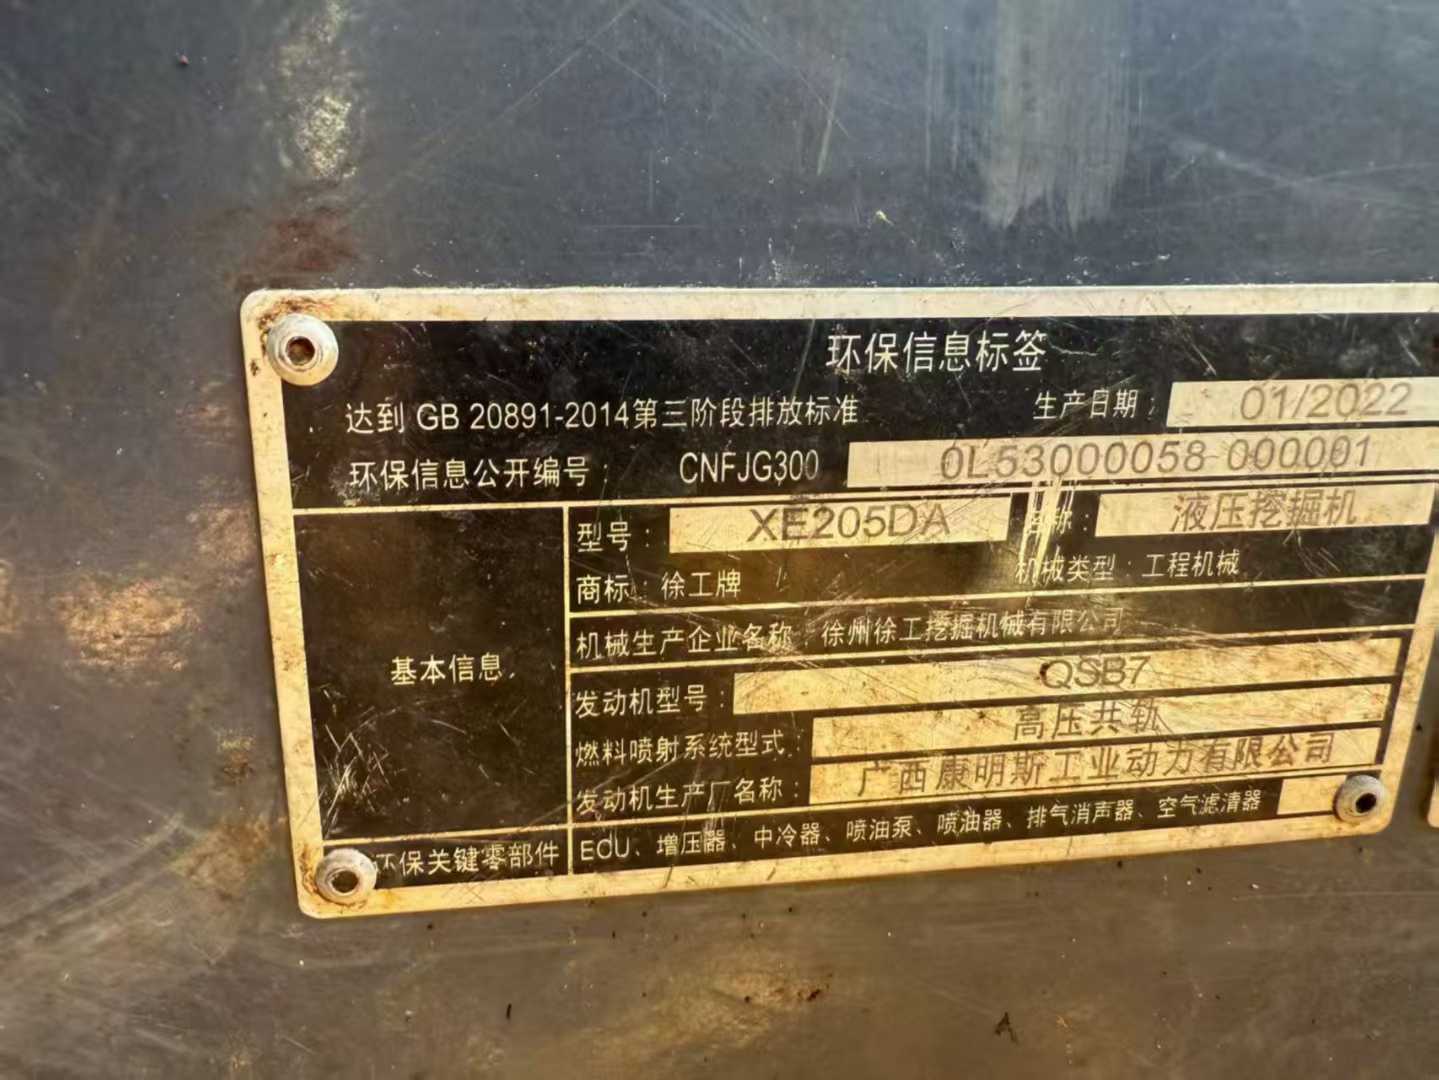 环保信息标签
达到 GB 20891-2014第三阶段排放标准 生产日期: 01/2022
环保信息公开编号: CNFJG300 0L53000058 000001
型号: XE205DA 名称: 液压挖掘机
商标: 徐工牌 机械类型: 工程机械
机械生产企业名称: 徐州徐工挖掘机械有限公司
基本信息
发动机型号: QSB7
燃料喷射系统型式: 高压共轨
发动机生产厂名称: 广西康明斯工业动力有限公司
环保关键零部件 ECU、增压器、中冷器、喷油泵、喷油器、排气消声器、空气滤清器